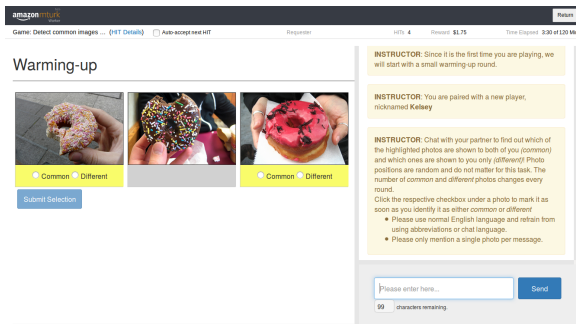 amazonmturk
Return
Game: Detect common images ... (HIT Details) Auto-accept next HIT Requester HITs 4 Reward $1.75 Time Elapsed 3:30 of 120 Mi
Warming-up
Common Different
Common Different
Submit Selection
INSTRUCTOR: Since it is the first time you are playing, we
will start with a small warming-up round.
INSTRUCTOR: You are paired with a new player,
nicknamed Kelsey
INSTRUCTOR: Chat with your partner to find out which of
the highlighted photos are shown to both of you (common)
and which ones are shown to you only (different)! Photo
positions are random and do not matter for this task. The
number of common and different photos changes every
round.
Click the respective checkbox under a photo to mark it as
soon as you identify it as either common or different
Please use normal English language and refrain from
using abbreviations or chat language.
Please only mention a single photo per message.
Please enter here...
Send
99 characters remaining.